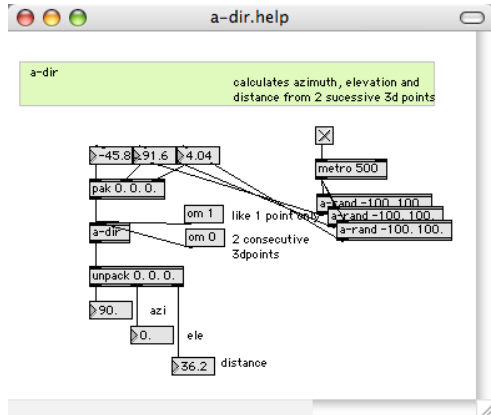 a-dir.help
a-dir
calculates azimuth, elevation and
distance from 2 sucessive 3d points
-45.8 91.6 4.04
metro 500
pak 0. 0. 0.
a-rand -100. 100.
a-rand -100. 100.
a-rand -100. 100.
om 1 like 1 point only
a-dir
om 0 2 consecutive
3dpoints
unpack 0. 0. 0.
90. azi
0. ele
36.2 distance